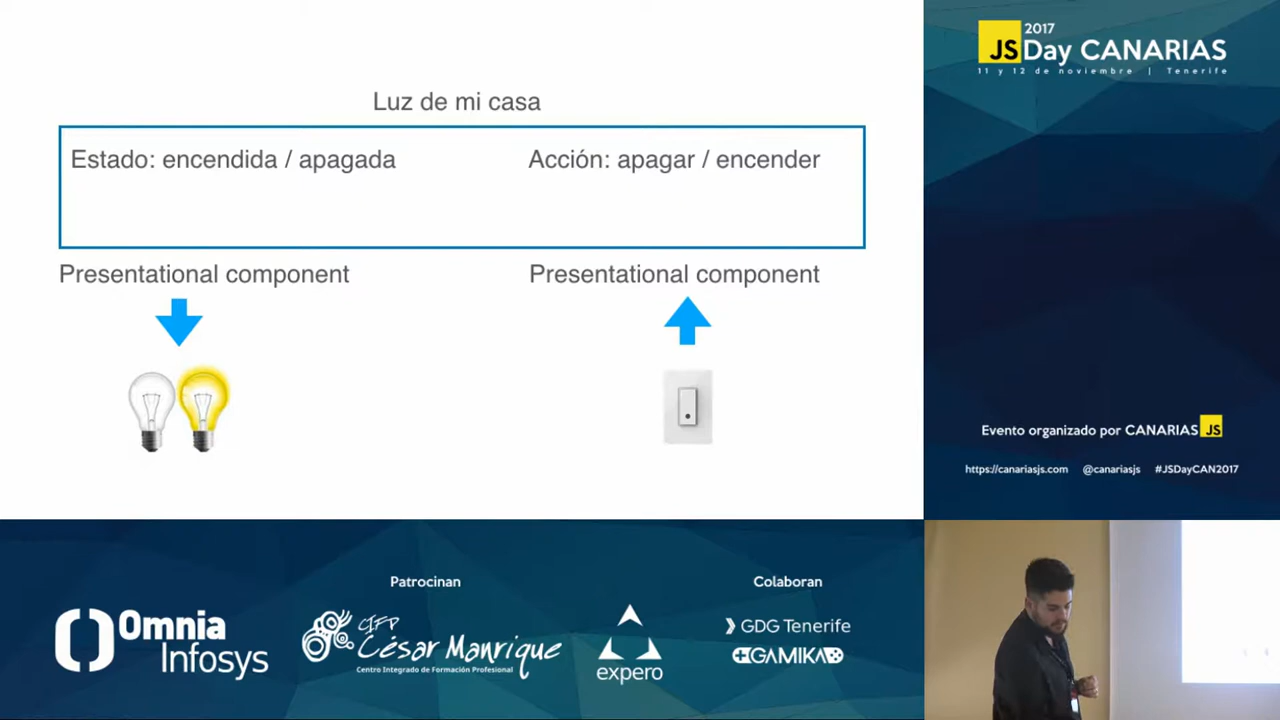 Luz de mi casa
Estado: encendida / apagada
Acción: apagar / encender
Presentational component
Presentational component
2017
JSDay CANARIAS
11 y 12 de noviembre | Tenerife
Evento organizado por CANARIAS JS
https://canariasjs.com @canariasjs #JSDayCAN2017
Patrocinan
Omnia
Infosys
CIFP
César Manrique
Centro Integrado de Formación Profesional
expero
Colaboran
GDG Tenerife
GAMIKA